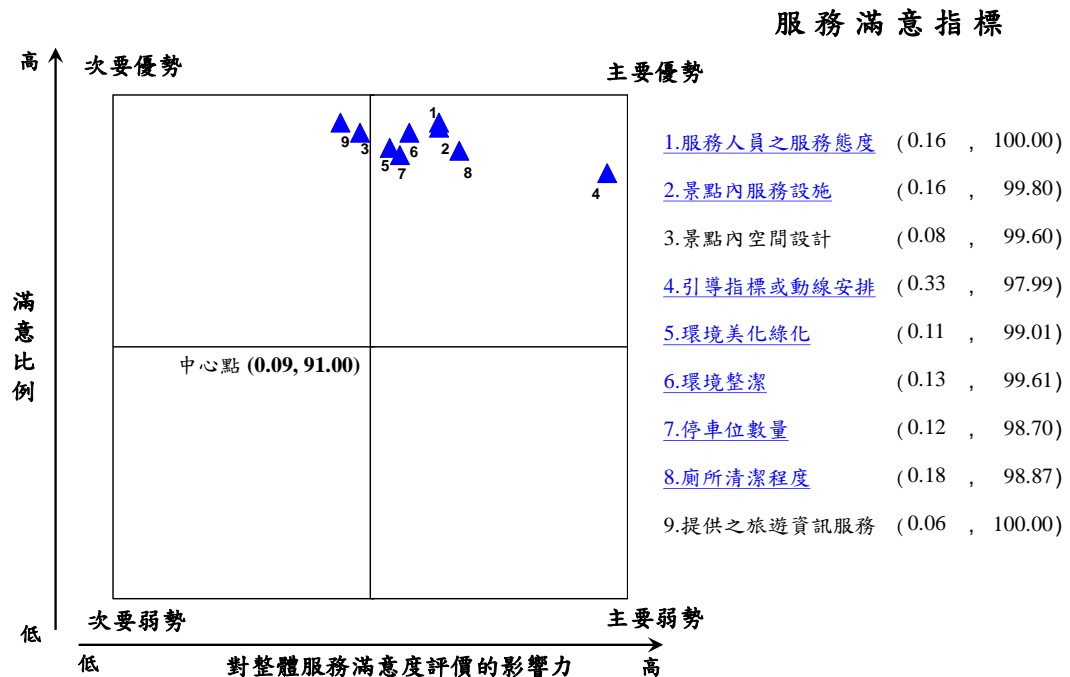 服務滿意指標
高
次要優勢
主要優勢
1
9
3
5
7
6
2
8
4
滿意比例
中心點 (0.09, 91.00)
次要弱勢
主要弱勢
低
低
對整體服務滿意度評價的影響力
高
1.服務人員之服務態度 (0.16 , 100.00)
2.景點內服務設施 (0.16 , 99.80)
3.景點內空間設計 (0.08 , 99.60)
4.引導指標或動線安排 (0.33 , 97.99)
5.環境美化綠化 (0.11 , 99.01)
6.環境整潔 (0.13 , 99.61)
7.停車位數量 (0.12 , 98.70)
8.廁所清潔程度 (0.18 , 98.87)
9.提供之旅遊資訊服務 (0.06 , 100.00)